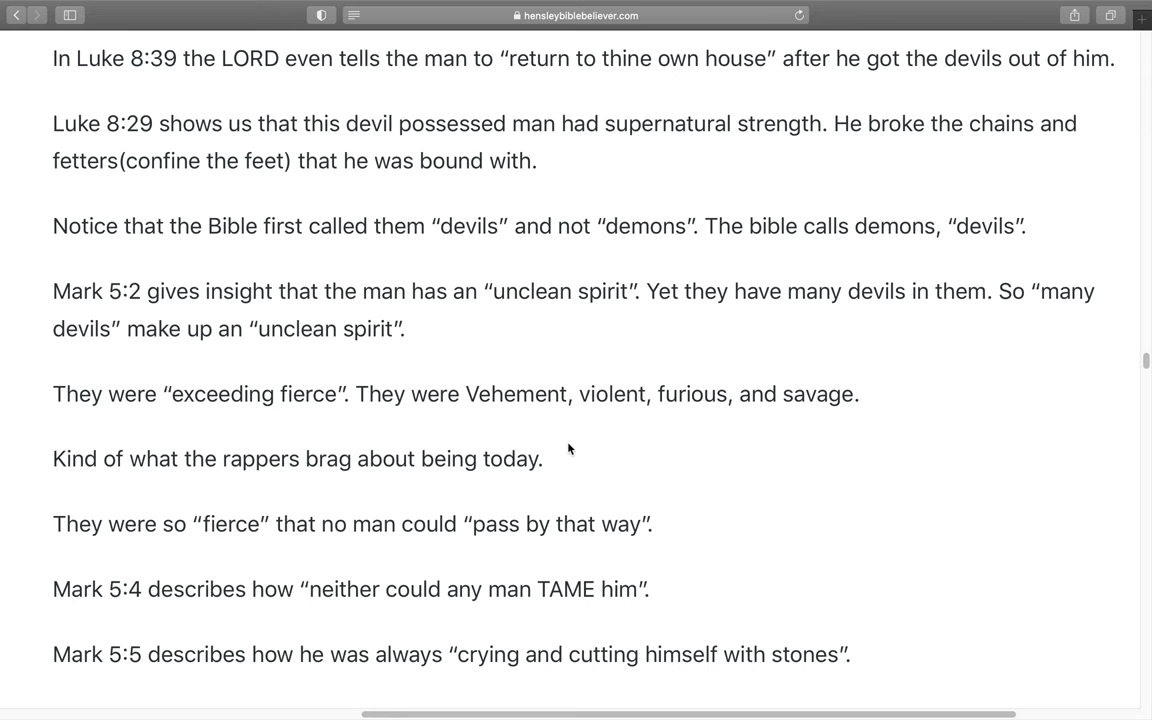 hensleybiblebeliever.com
In Luke 8:39 the LORD even tells the man to “return to thine own house” after he got the devils out of him.
Luke 8:29 shows us that this devil possessed man had supernatural strength. He broke the chains and
fetters(confine the feet) that he was bound with.
Notice that the Bible first called them “devils” and not “demons”. The bible calls demons, “devils”.
Mark 5:2 gives insight that the man has an “unclean spirit”. Yet they have many devils in them. So “many
devils” make up an “unclean spirit”.
They were “exceeding fierce”. They were Vehement, violent, furious, and savage.
Kind of what the rappers brag about being today.
They were so “fierce” that no man could “pass by that way”.
Mark 5:4 describes how “neither could any man TAME him”.
Mark 5:5 describes how he was always “crying and cutting himself with stones”.